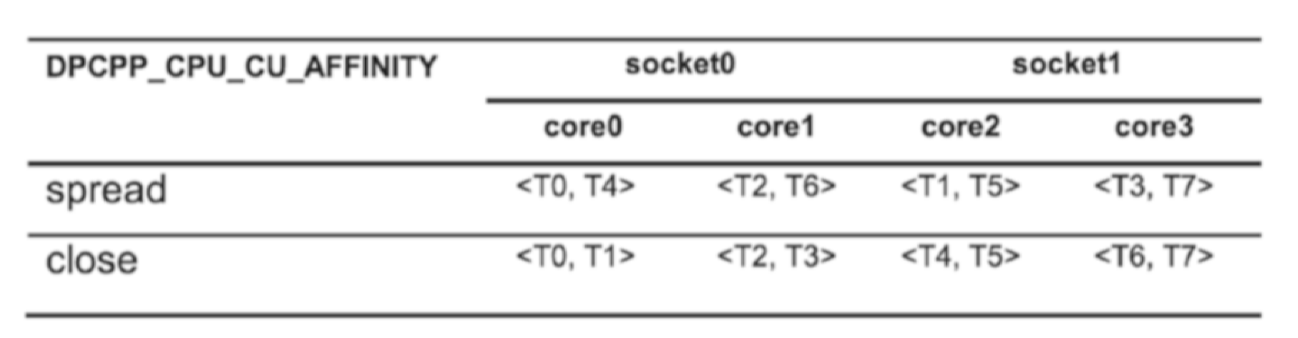 DPCPP_CPU_CU_AFFINITY socket0 socket1
core0 core1 core2 core3
spread <T0, T4> <T2, T6> <T1, T5> <T3, T7>
close <T0, T1> <T2, T3> <T4, T5> <T6, T7>